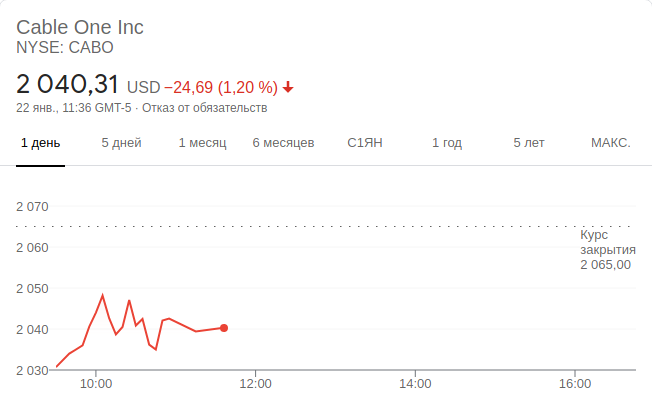 Cable One Inc
NYSE: CABO
2 040,31 USD −24,69 (1,20 %)
22 янв., 11:36 GMT-5 · Отказ от обязательств
1 день 5 дней 1 месяц 6 месяцев С1ЯН 1 год 5 лет МАКС.
2 070
Курс
закрытия
2 065,00
2 060
2 050
2 040
2 030
10:00 12:00 14:00 16:00